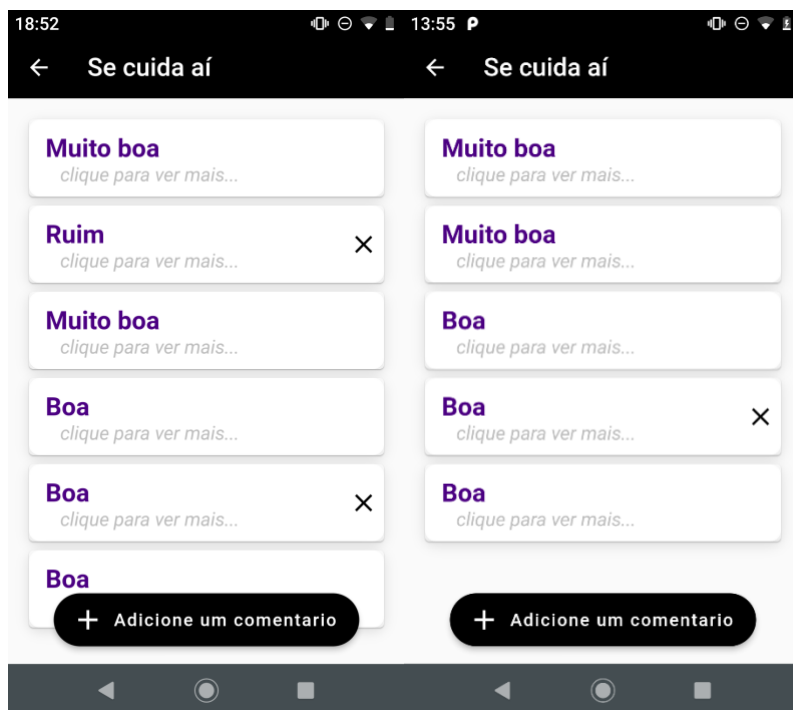 18:52
Se cuida aí
Muito boa
clique para ver mais...
Ruim
clique para ver mais...
Muito boa
clique para ver mais...
Boa
clique para ver mais...
Boa
clique para ver mais...
Boa
+ Adicione um comentario
13:55
Se cuida aí
Muito boa
clique para ver mais...
Muito boa
clique para ver mais...
Boa
clique para ver mais...
Boa
clique para ver mais...
Boa
clique para ver mais...
+ Adicione um comentario